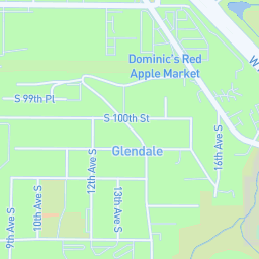 Dominic's Red
Apple Market
W
S 99th Pl
S 100th St
16th Ave S
Glendale
12th Ave S
13th Ave S
10th Ave S
9th Ave S